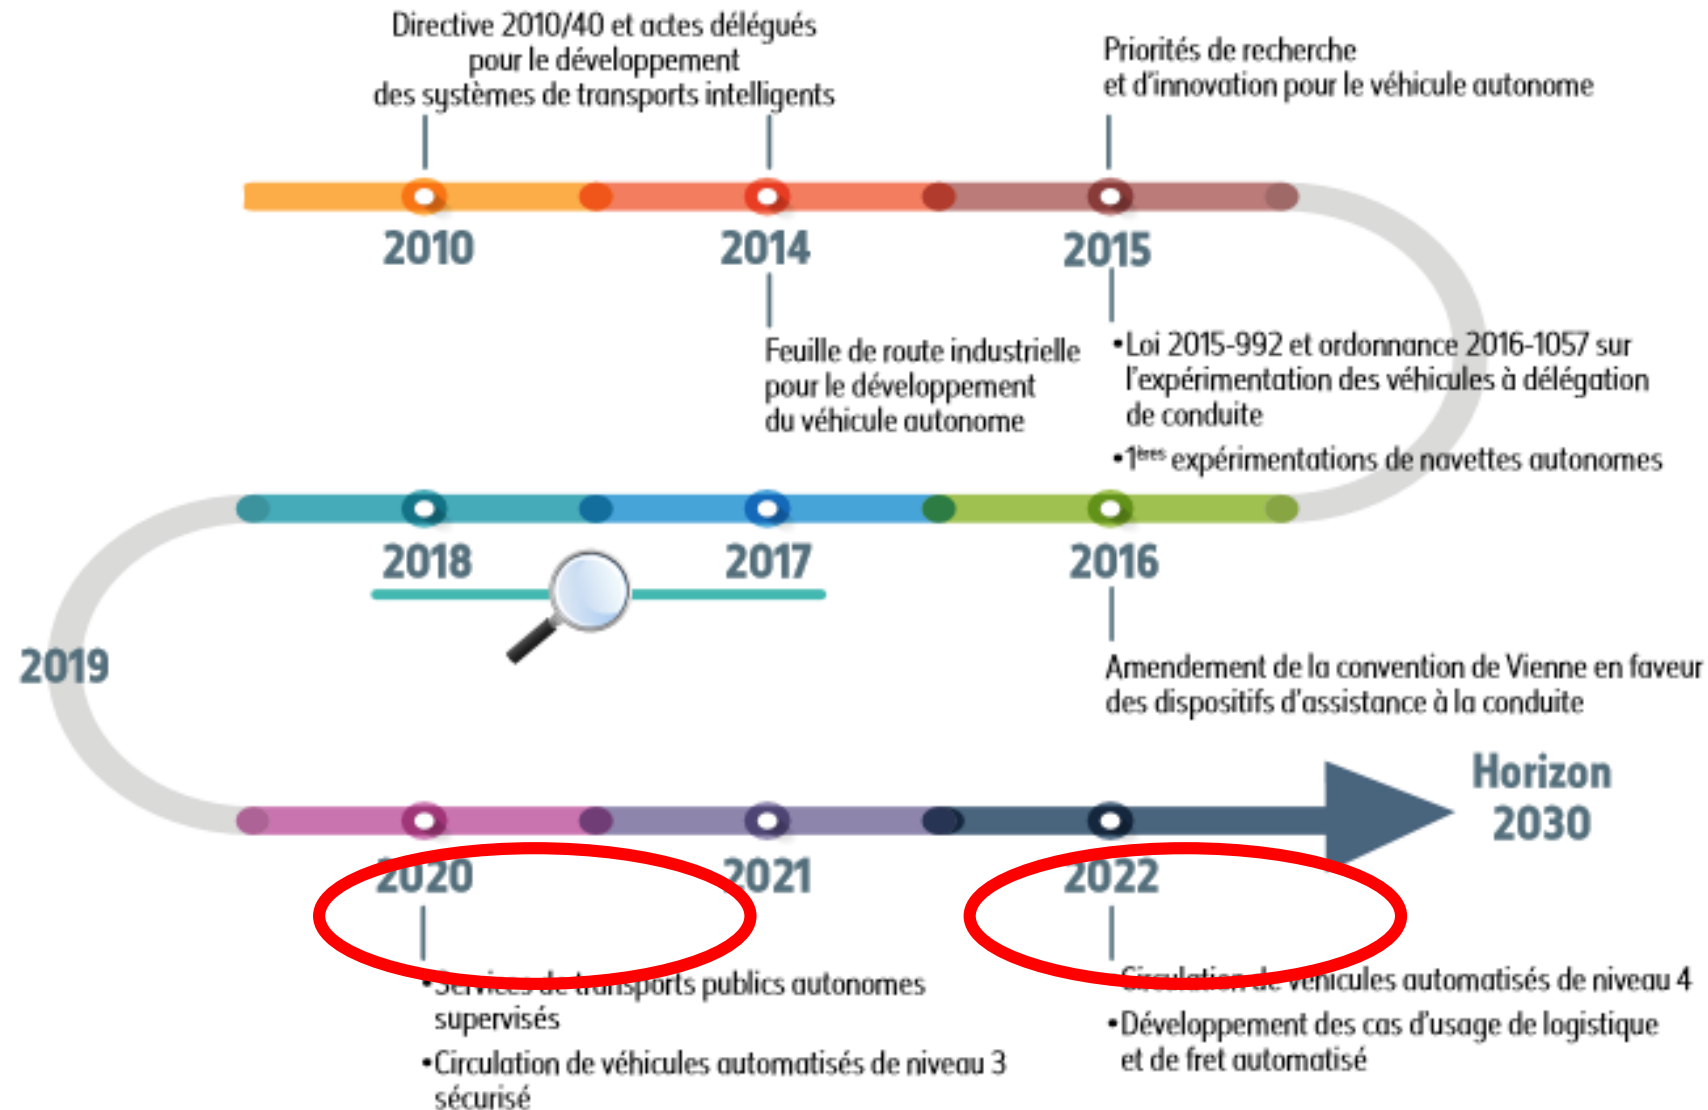 Directive 2010/40 et actes délégués
pour le développement
des systèmes de transports intelligents
Priorités de recherche
et d'innovation pour le véhicule autonome
2010
2014
2015
Feuille de route industrielle
pour le développement
du véhicule autonome
•Loi 2015-992 et ordonnance 2016-1057 sur
l'expérimentation des véhicules à délégation
de conduite
•1ères expérimentations de navettes autonomes
2018
2017
2016
Amendement de la convention de Vienne en faveur
des dispositifs d'assistance à la conduite
2019
Horizon
2030
2020
2021
2022
•Services de transports publics autonomes
supervisés
•Circulation de véhicules automatisés de niveau 3
sécurisé
Circulation de véhicules automatisés de niveau 4
•Développement des cas d'usage de logistique
et de fret automatisé